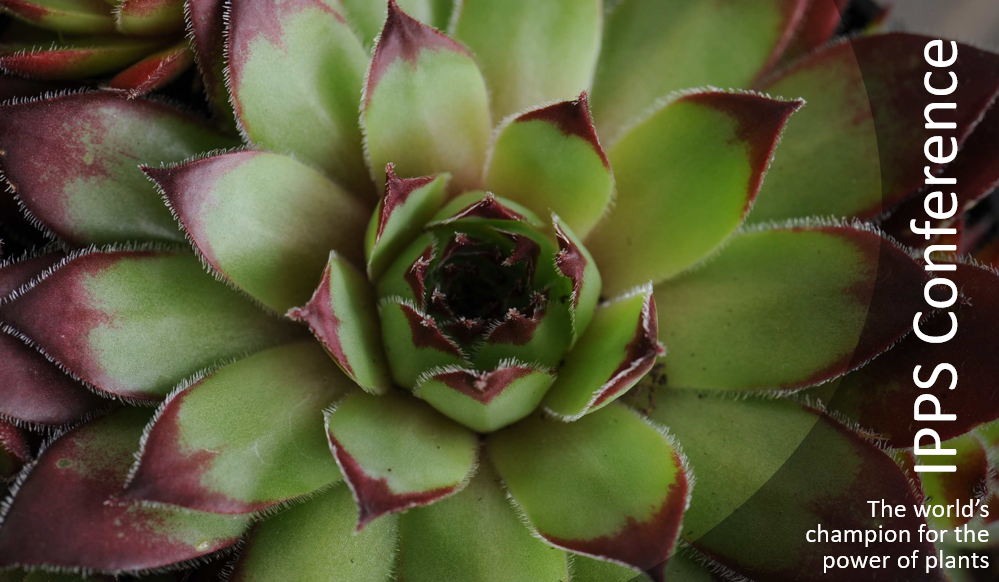 IPPS Conference
The world's
champion for the
power of plants